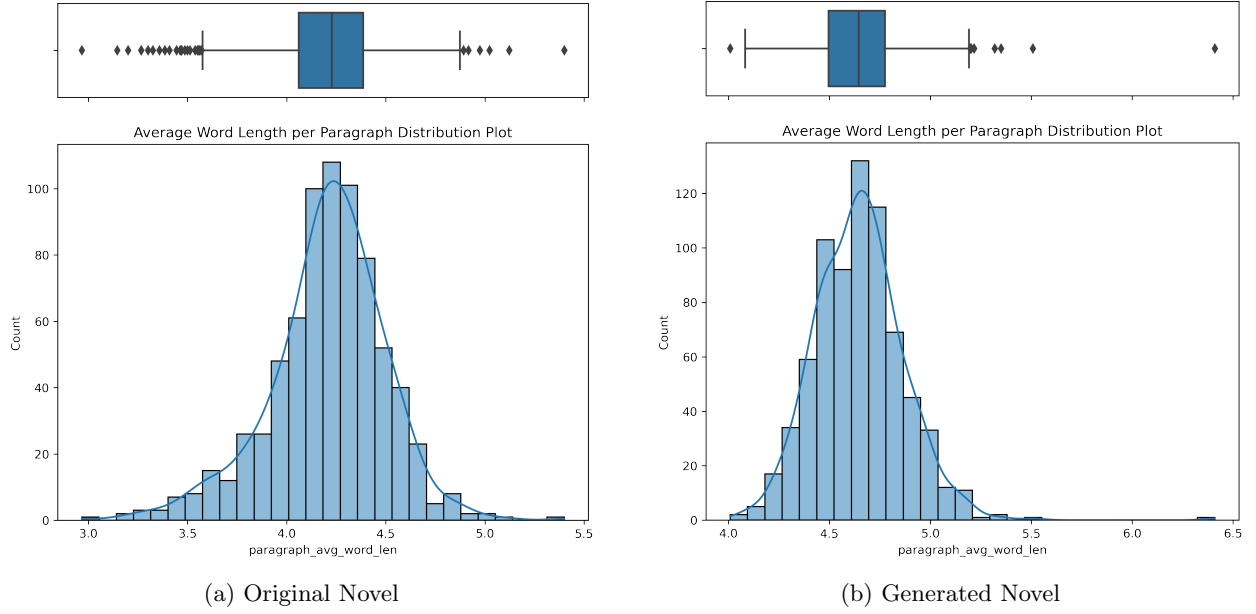 Average Word Length per Paragraph Distribution Plot
Count
100
80
60
40
20
0
3.0 3.5 4.0 4.5 5.0 5.5
paragraph_avg_word_len
(a) Original Novel
Average Word Length per Paragraph Distribution Plot
Count
120
100
80
60
40
20
0
4.0 4.5 5.0 5.5 6.0 6.5
paragraph_avg_word_len
(b) Generated Novel